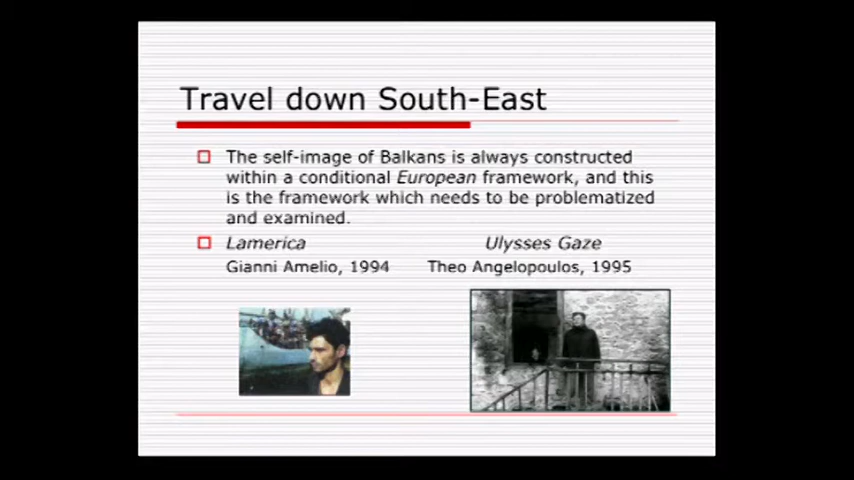 Travel down South-East
The self-image of Balkans is always constructed
within a conditional European framework, and this
is the framework which needs to be problematized
and examined.
Lamerica Ulysses Gaze
Gianni Amelio, 1994 Theo Angelopoulos, 1995